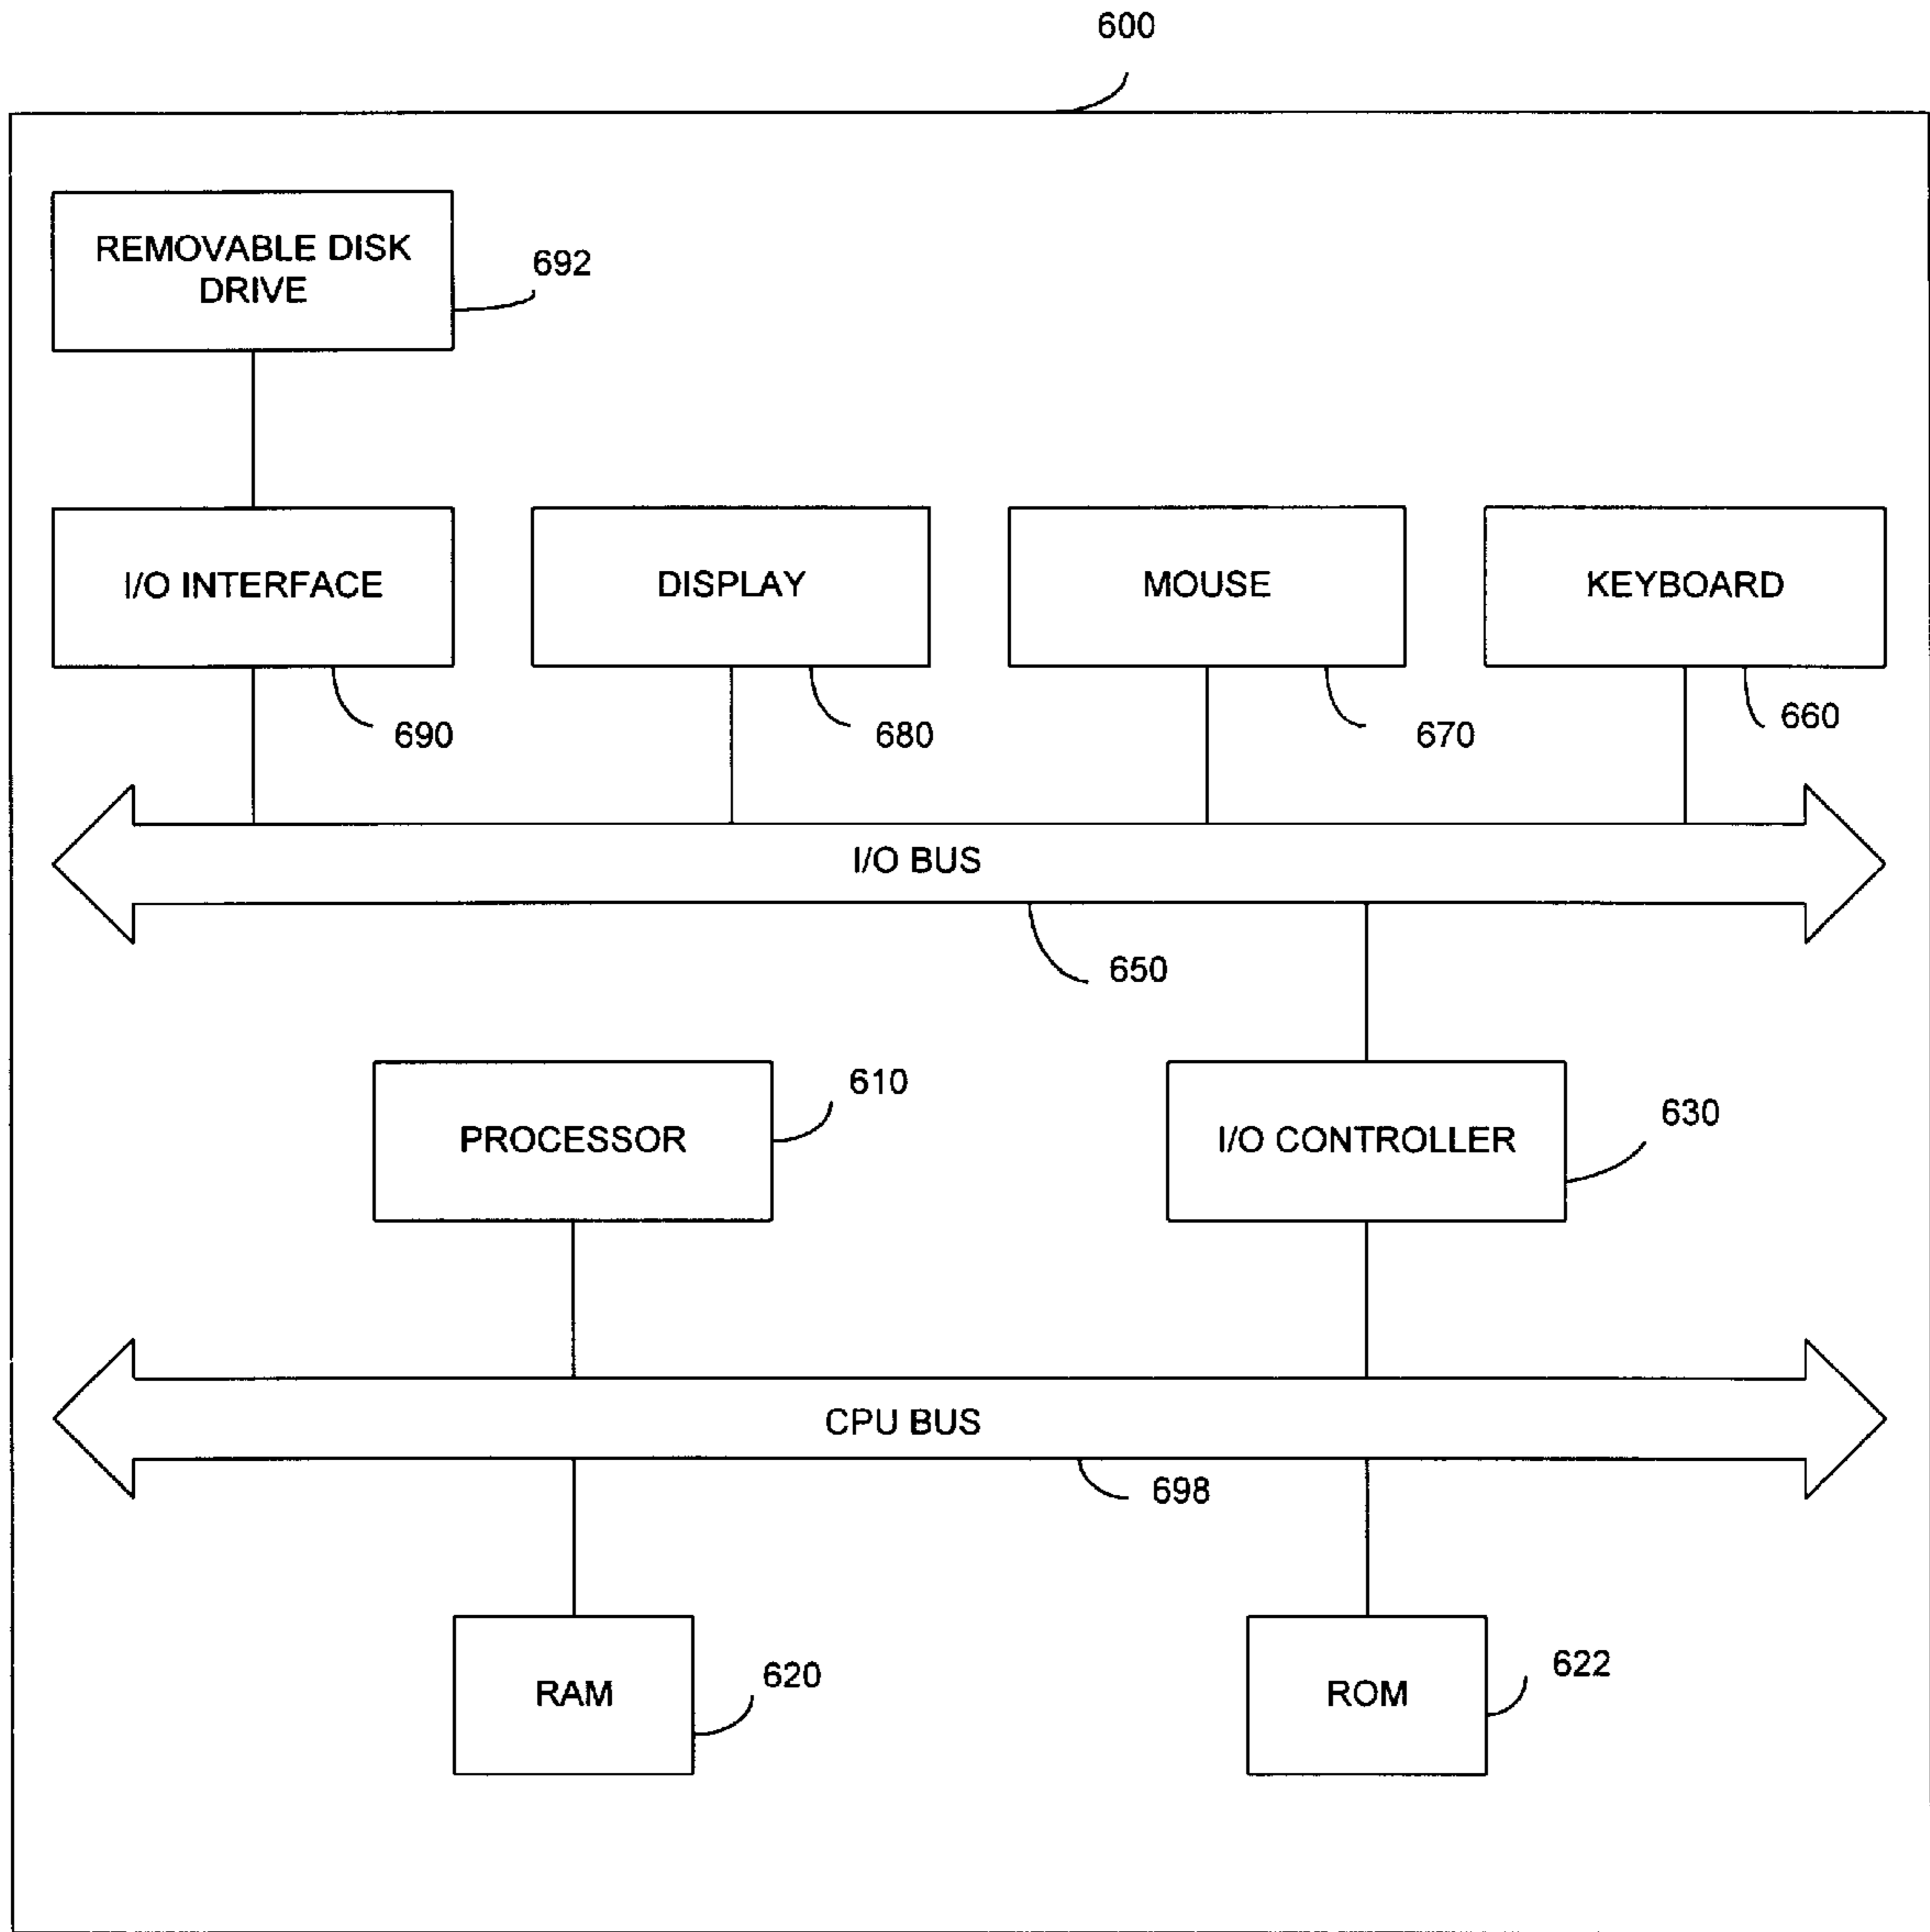 600
REMOVABLE DISK
DRIVE
692
I/O INTERFACE
DISPLAY
MOUSE
KEYBOARD
690
680
670
660
I/O BUS
650
610
PROCESSOR
I/O CONTROLLER
630
CPU BUS
698
RAM
620
ROM
622